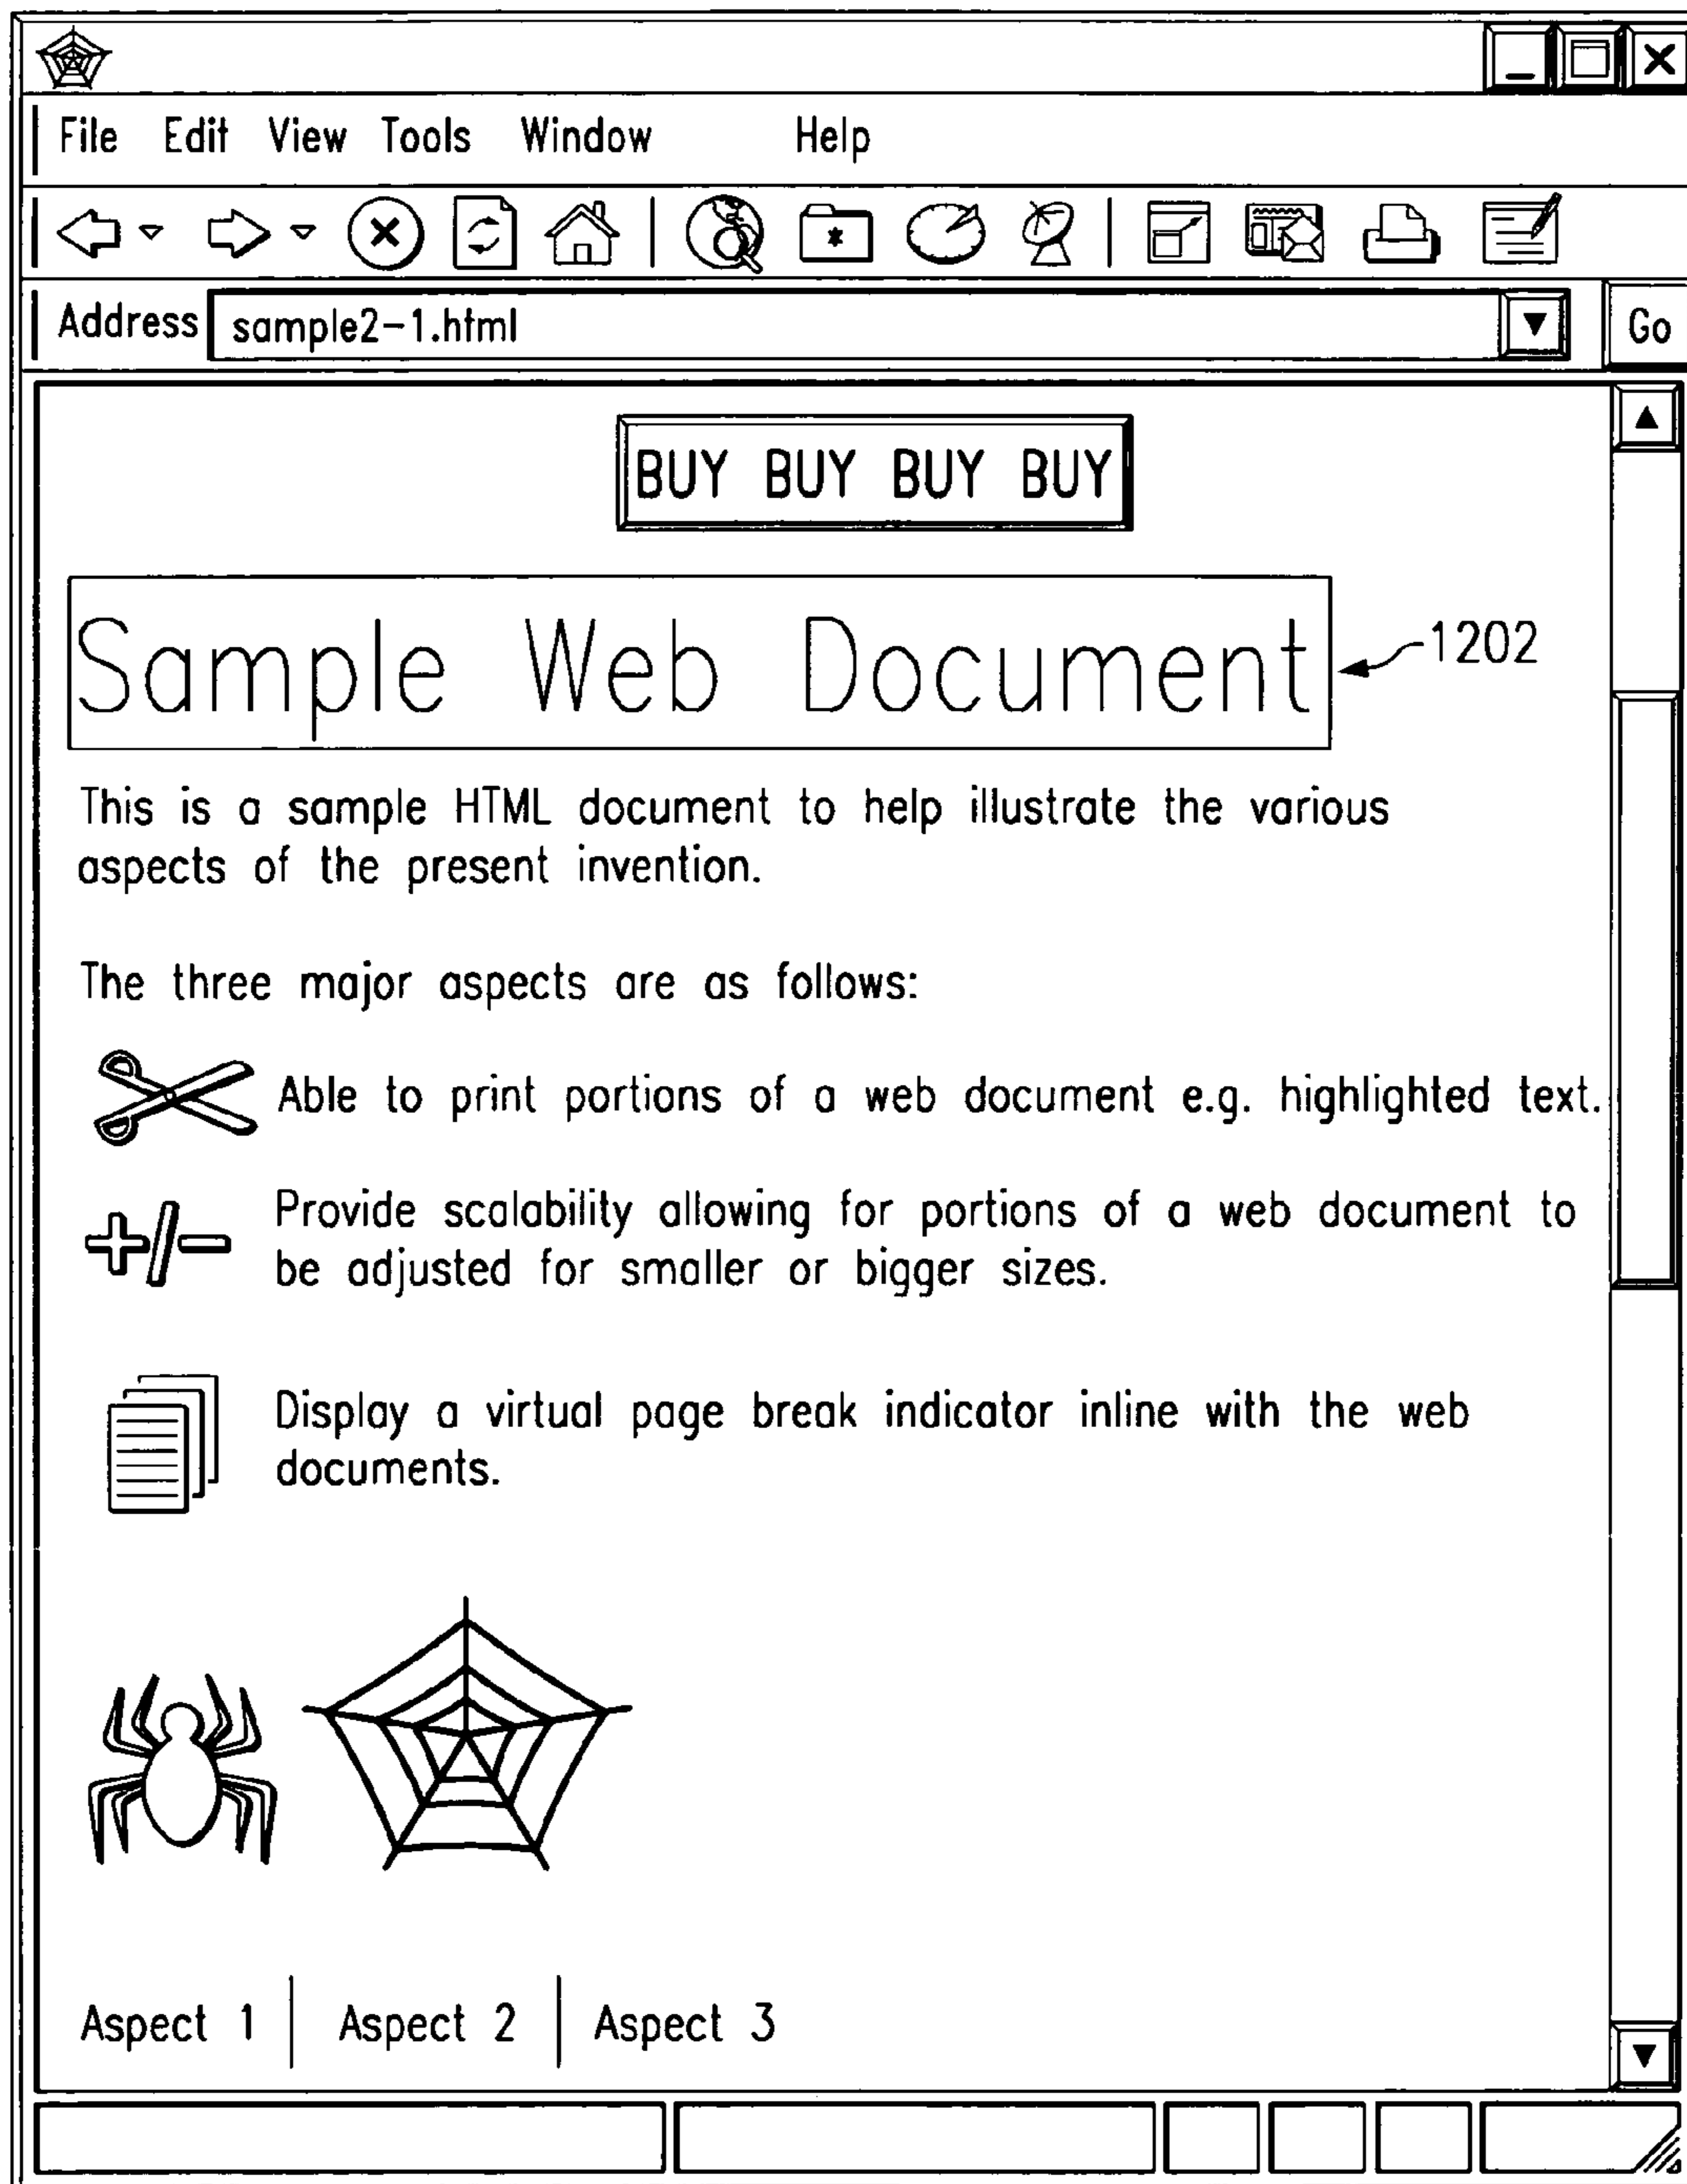 File Edit View Tools Window Help
Address sample2-1.html Go
BUY BUY BUY BUY
Sample Web Document
1202
This is a sample HTML document to help illustrate the various
aspects of the present invention.
The three major aspects are as follows:
Able to print portions of a web document e.g. highlighted text.
+/-
Provide scalability allowing for portions of a web document to
be adjusted for smaller or bigger sizes.
Display a virtual page break indicator inline with the web
documents.
Aspect 1 Aspect 2 Aspect 3